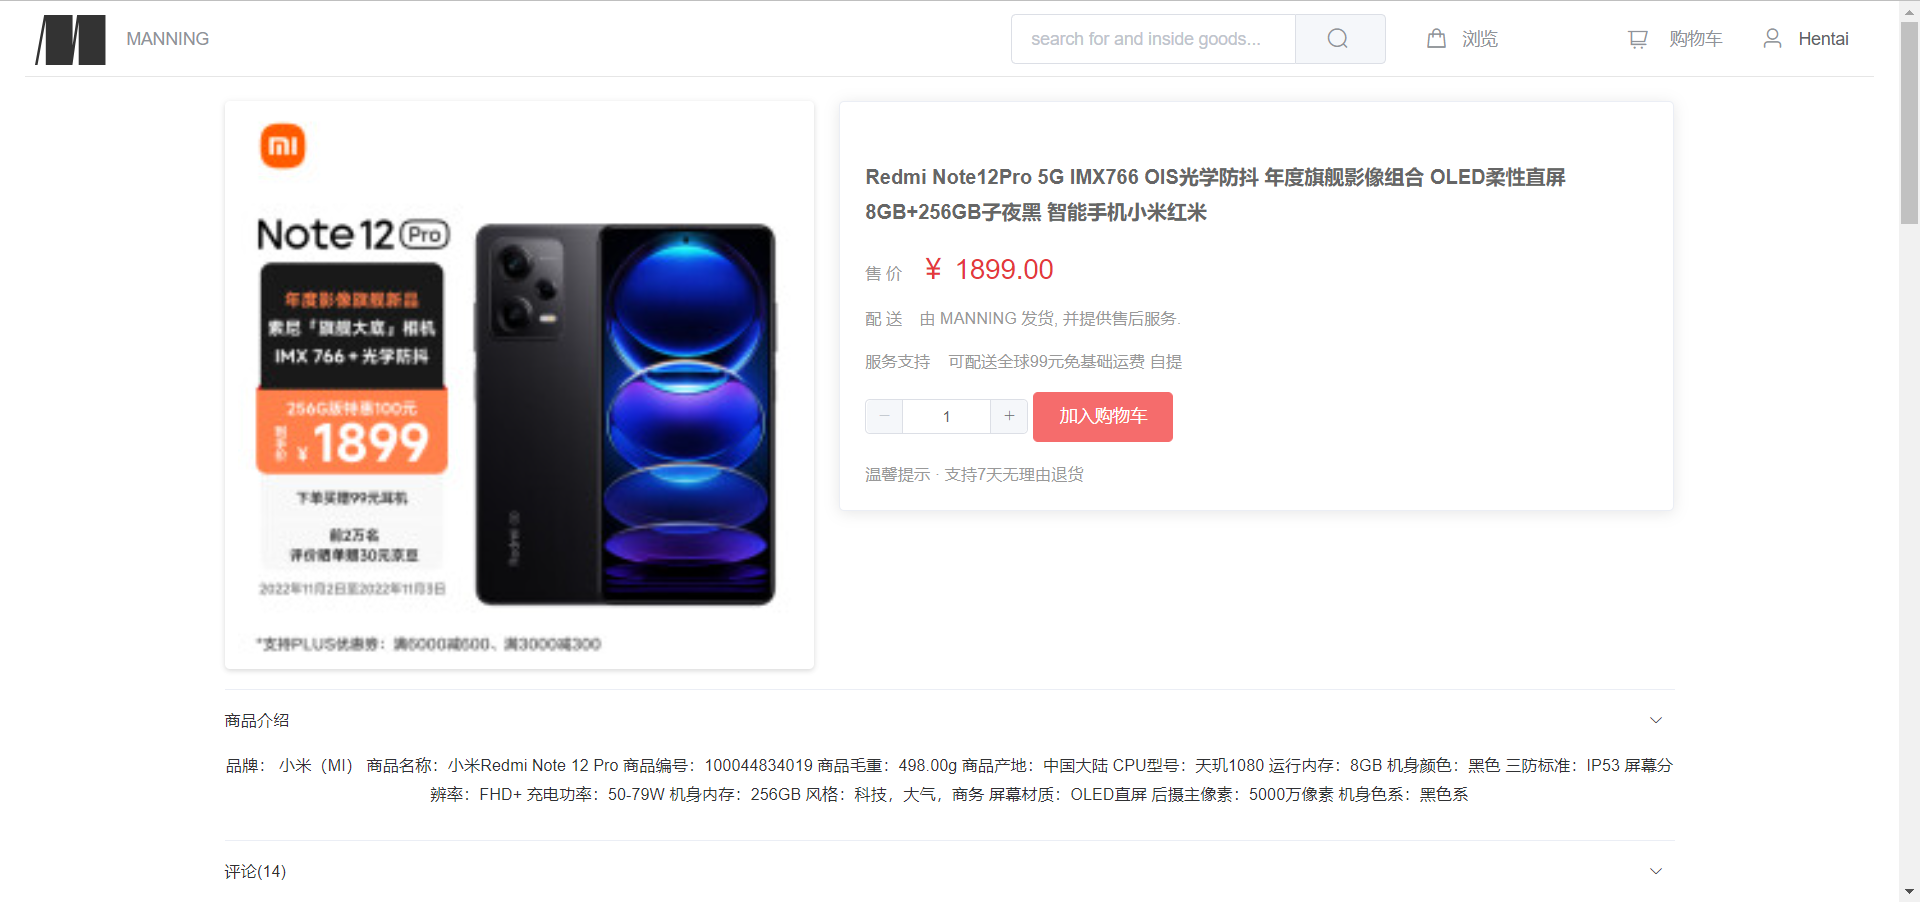 MANNING
search for and inside goods...
浏览
购物车
Hentai
Note 12 Pro
年度影像旗舰新品
索尼「旗舰大底」相机
IMX 766+光学防抖
256G版特惠100元
¥1899
下单买赠99元耳机
前2万名
评价晒单赠30元京豆
2022年11月2日至2022年11月3日
*支持PLUS优惠券：满6000减600、满3000减300
Redmi Note12Pro 5G IMX766 OIS光学防抖 年度旗舰影像组合 OLED柔性直屏
8GB+256GB子夜黑 智能手机小米红米
售 价 ¥ 1899.00
配 送 由 MANNING 发货, 并提供售后服务.
服务支持 可配送全球99元免基础运费 自提
− 1 + 加入购物车
温馨提示 · 支持7天无理由退货
商品介绍
品牌： 小米（MI） 商品名称：小米Redmi Note 12 Pro 商品编号：100044834019 商品毛重：498.00g 商品产地：中国大陆 CPU型号：天玑1080 运行内存：8GB 机身颜色：黑色 三防标准：IP53 屏幕分
辨率：FHD+ 充电功率：50-79W 机身内存：256GB 风格：科技，大气，商务 屏幕材质：OLED直屏 后摄主像素：5000万像素 机身色系：黑色系
评论(14)